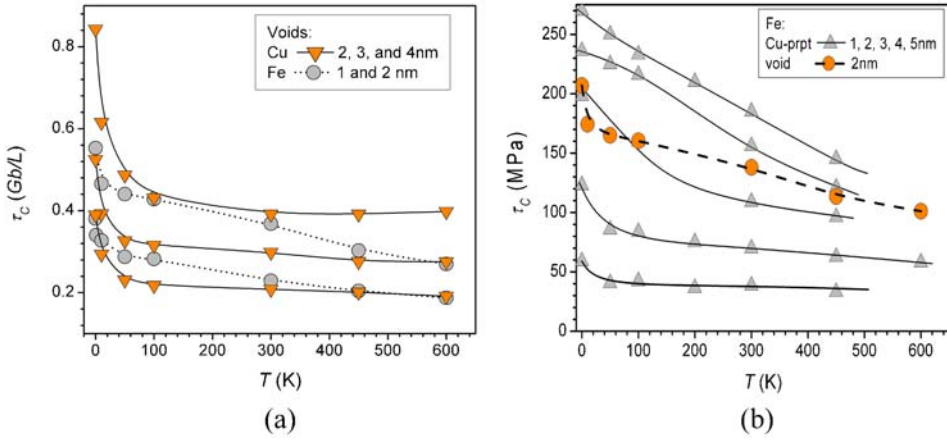 (a)
Voids:
Cu 2, 3, and 4nm
Fe 1 and 2 nm
τC (Gb/L)
0.8
0.6
0.4
0.2
0 100 200 300 400 500 600
T (K)
(a)
(b)
Fe:
Cu-prpt 1, 2, 3, 4, 5nm
void 2nm
τC (MPa)
250
200
150
100
50
0
0 100 200 300 400 500 600
T (K)
(b)